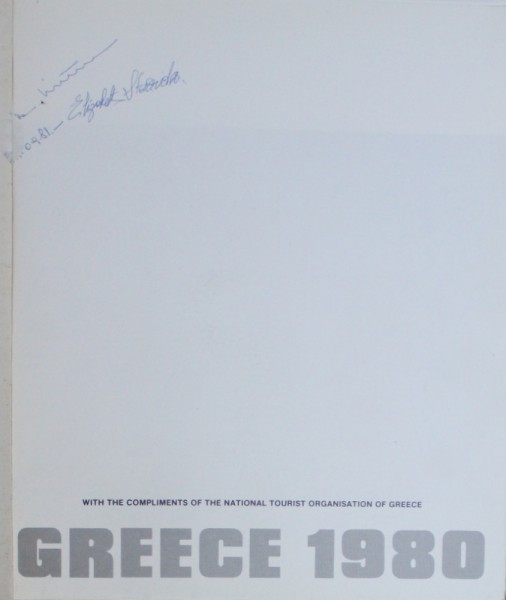 WITH THE COMPLIMENTS OF THE NATIONAL TOURIST ORGANISATION OF GREECE
GREECE 1980